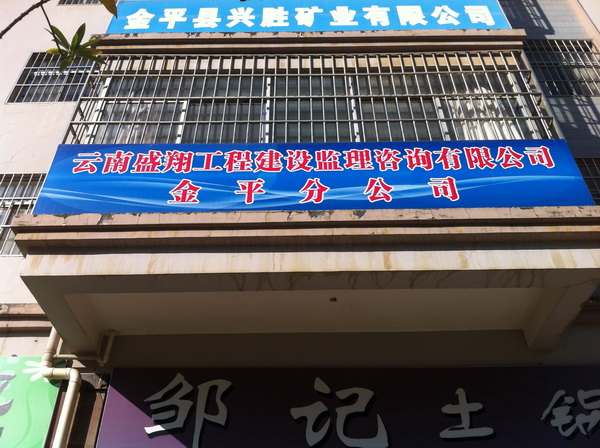 金平县兴胜矿业有限公司
云南盛翔工程建设监理咨询有限公司
金平分公司
邹记土锅